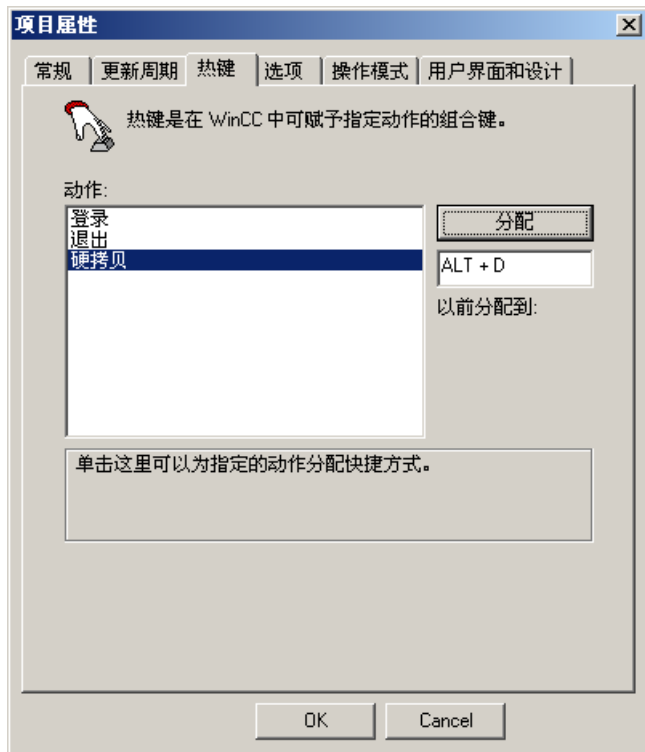 项目属性
常规 更新周期 热键 选项 操作模式 用户界面和设计
热键是在 WinCC 中可赋予指定动作的组合键。
动作:
登录
退出
硬拷贝
分配
ALT + D
以前分配到:
单击这里可以为指定的动作分配快捷方式。
OK Cancel